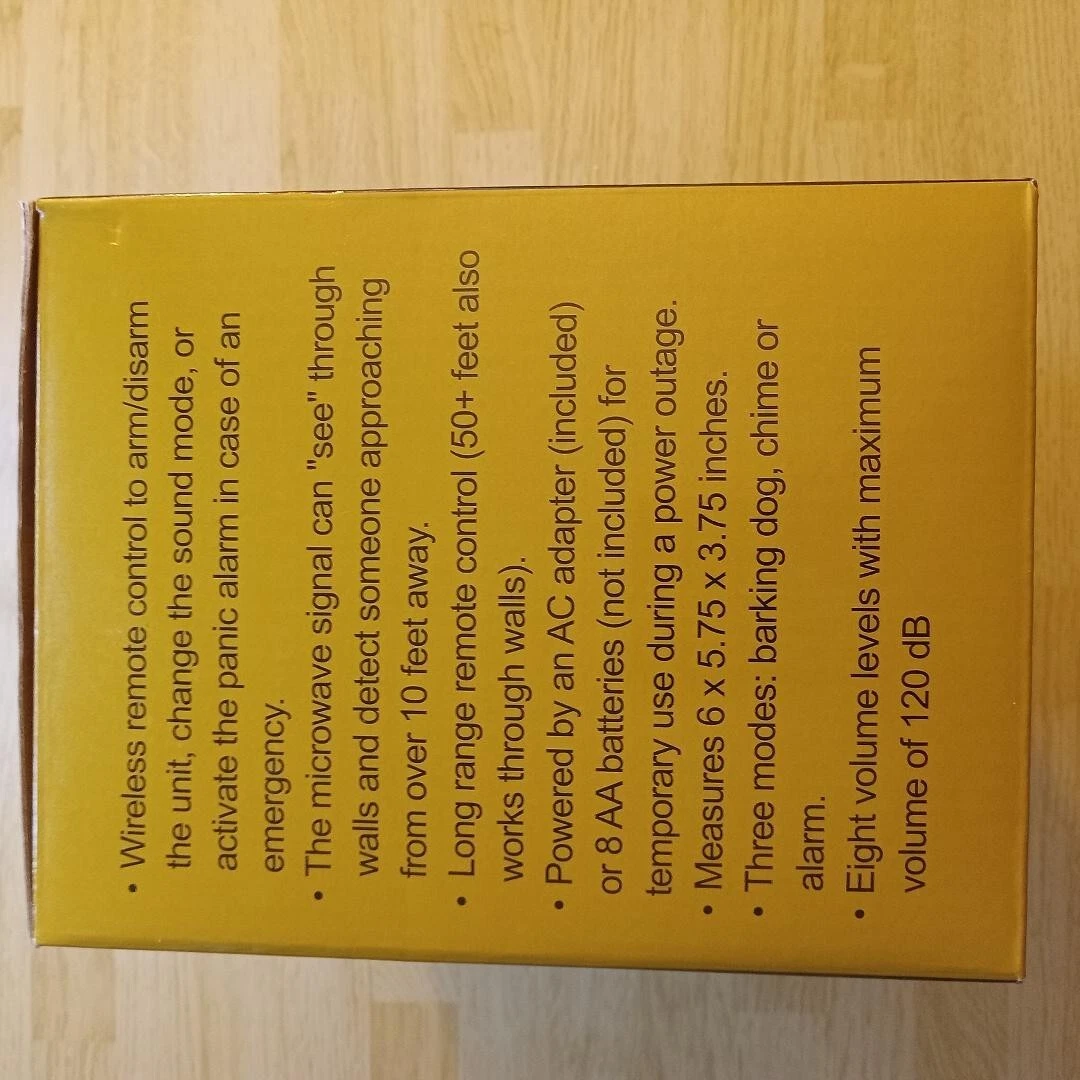 • Wireless remote control to arm/disarm
the unit, change the sound mode, or
activate the panic alarm in case of an
emergency.
• The microwave signal can "see" through
walls and detect someone approaching
from over 10 feet away.
• Long range remote control (50+ feet also
works through walls).
• Powered by an AC adapter (included)
or 8 AA batteries (not included) for
temporary use during a power outage.
• Measures 6 x 5.75 x 3.75 inches.
• Three modes: barking dog, chime or
alarm.
• Eight volume levels with maximum
volume of 120 dB